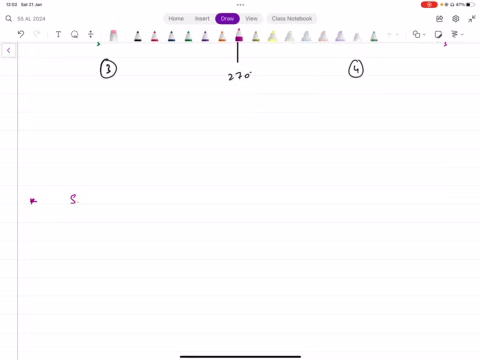 12:02 Sat 21 Jan
47%
SS AL 2024
Home Insert Draw View Class Notebook
3 270° 4
* S